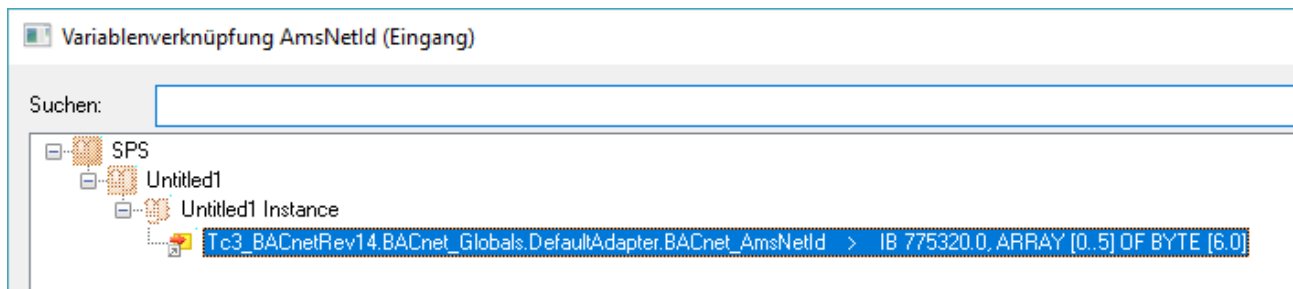 Variablenverknüpfung AmsNetId (Eingang)
Suchen:
SPS
Untitled1
Untitled1 Instance
Tc3_BACnetRev14.BACnet_Globals.DefaultAdapter.BACnet_AmsNetId > IB 775320.0, ARRAY [0..5] OF BYTE [6.0]